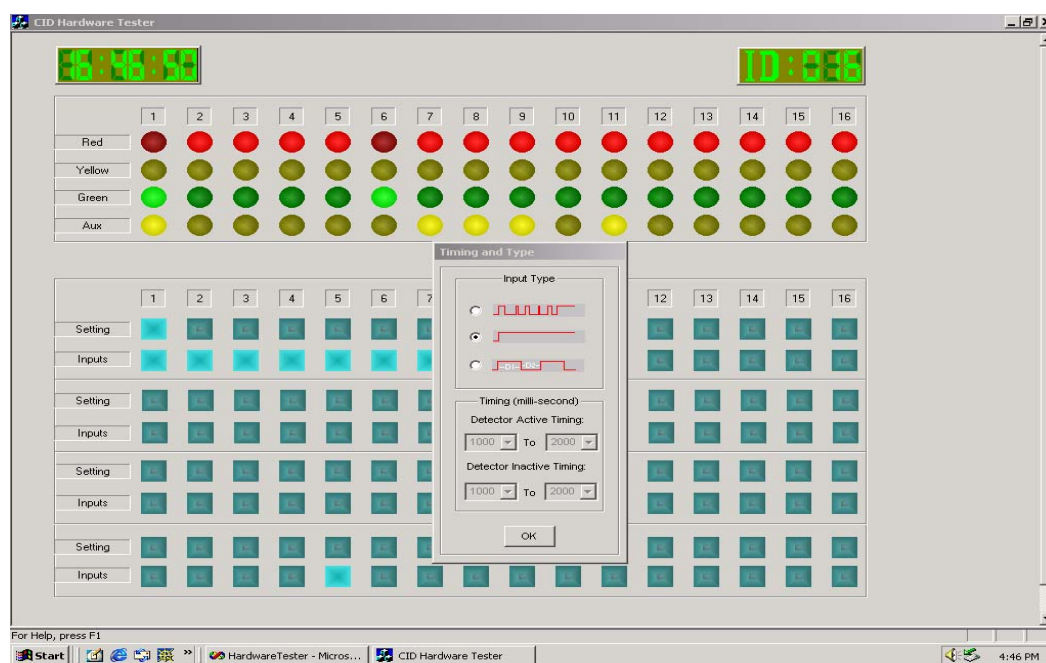 CID Hardware Tester
16:46:50
ID:016
1 2 3 4 5 6 7 8 9 10 11 12 13 14 15 16
Red
Yellow
Green
Aux
Timing and Type
Input Type
1 2 3 4 5 6 7 12 13 14 15 16
Setting
Inputs
-D1- -D2-
Setting
Timing (milli-second)
Detector Active Timing:
Inputs
1000 To 2000
Setting
Detector Inactive Timing:
1000 To 2000
Inputs
OK
Setting
Inputs
For Help, press F1
Start » HardwareTester - Micros... CID Hardware Tester 4:46 PM